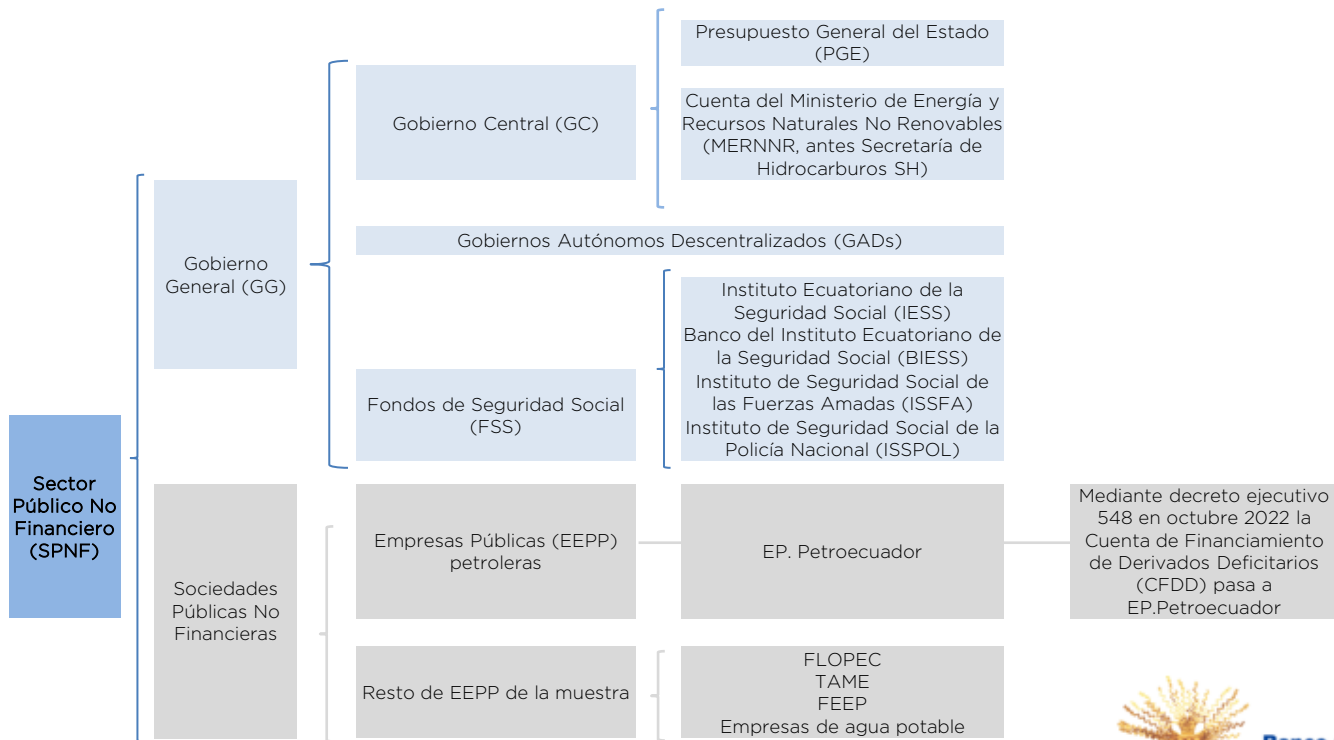 Presupuesto General del Estado
(PGE)
Gobierno Central (GC)
Cuenta del Ministerio de Energía y
Recursos Naturales No Renovables
(MERNNR, antes Secretaría de
Hidrocarburos SH)
Gobierno
General (GG)
Gobiernos Autónomos Descentralizados (GADs)
Fondos de Seguridad Social
(FSS)
Instituto Ecuatoriano de la
Seguridad Social (IESS)
Banco del Instituto Ecuatoriano de
la Seguridad Social (BIESS)
Instituto de Seguridad Social de
las Fuerzas Amadas (ISSFA)
Instituto de Seguridad Social de la
Policía Nacional (ISSPOL)
Sector
Público No
Financiero
(SPNF)
Sociedades
Públicas No
Financieras
Empresas Públicas (EEPP)
petroleras
EP. Petroecuador
Mediante decreto ejecutivo
548 en octubre 2022 la
Cuenta de Financiamiento
de Derivados Deficitarios
(CFDD) pasa a
EP.Petroecuador
Resto de EEPP de la muestra
FLOPEC
TAME
FEEP
Empresas de agua potable